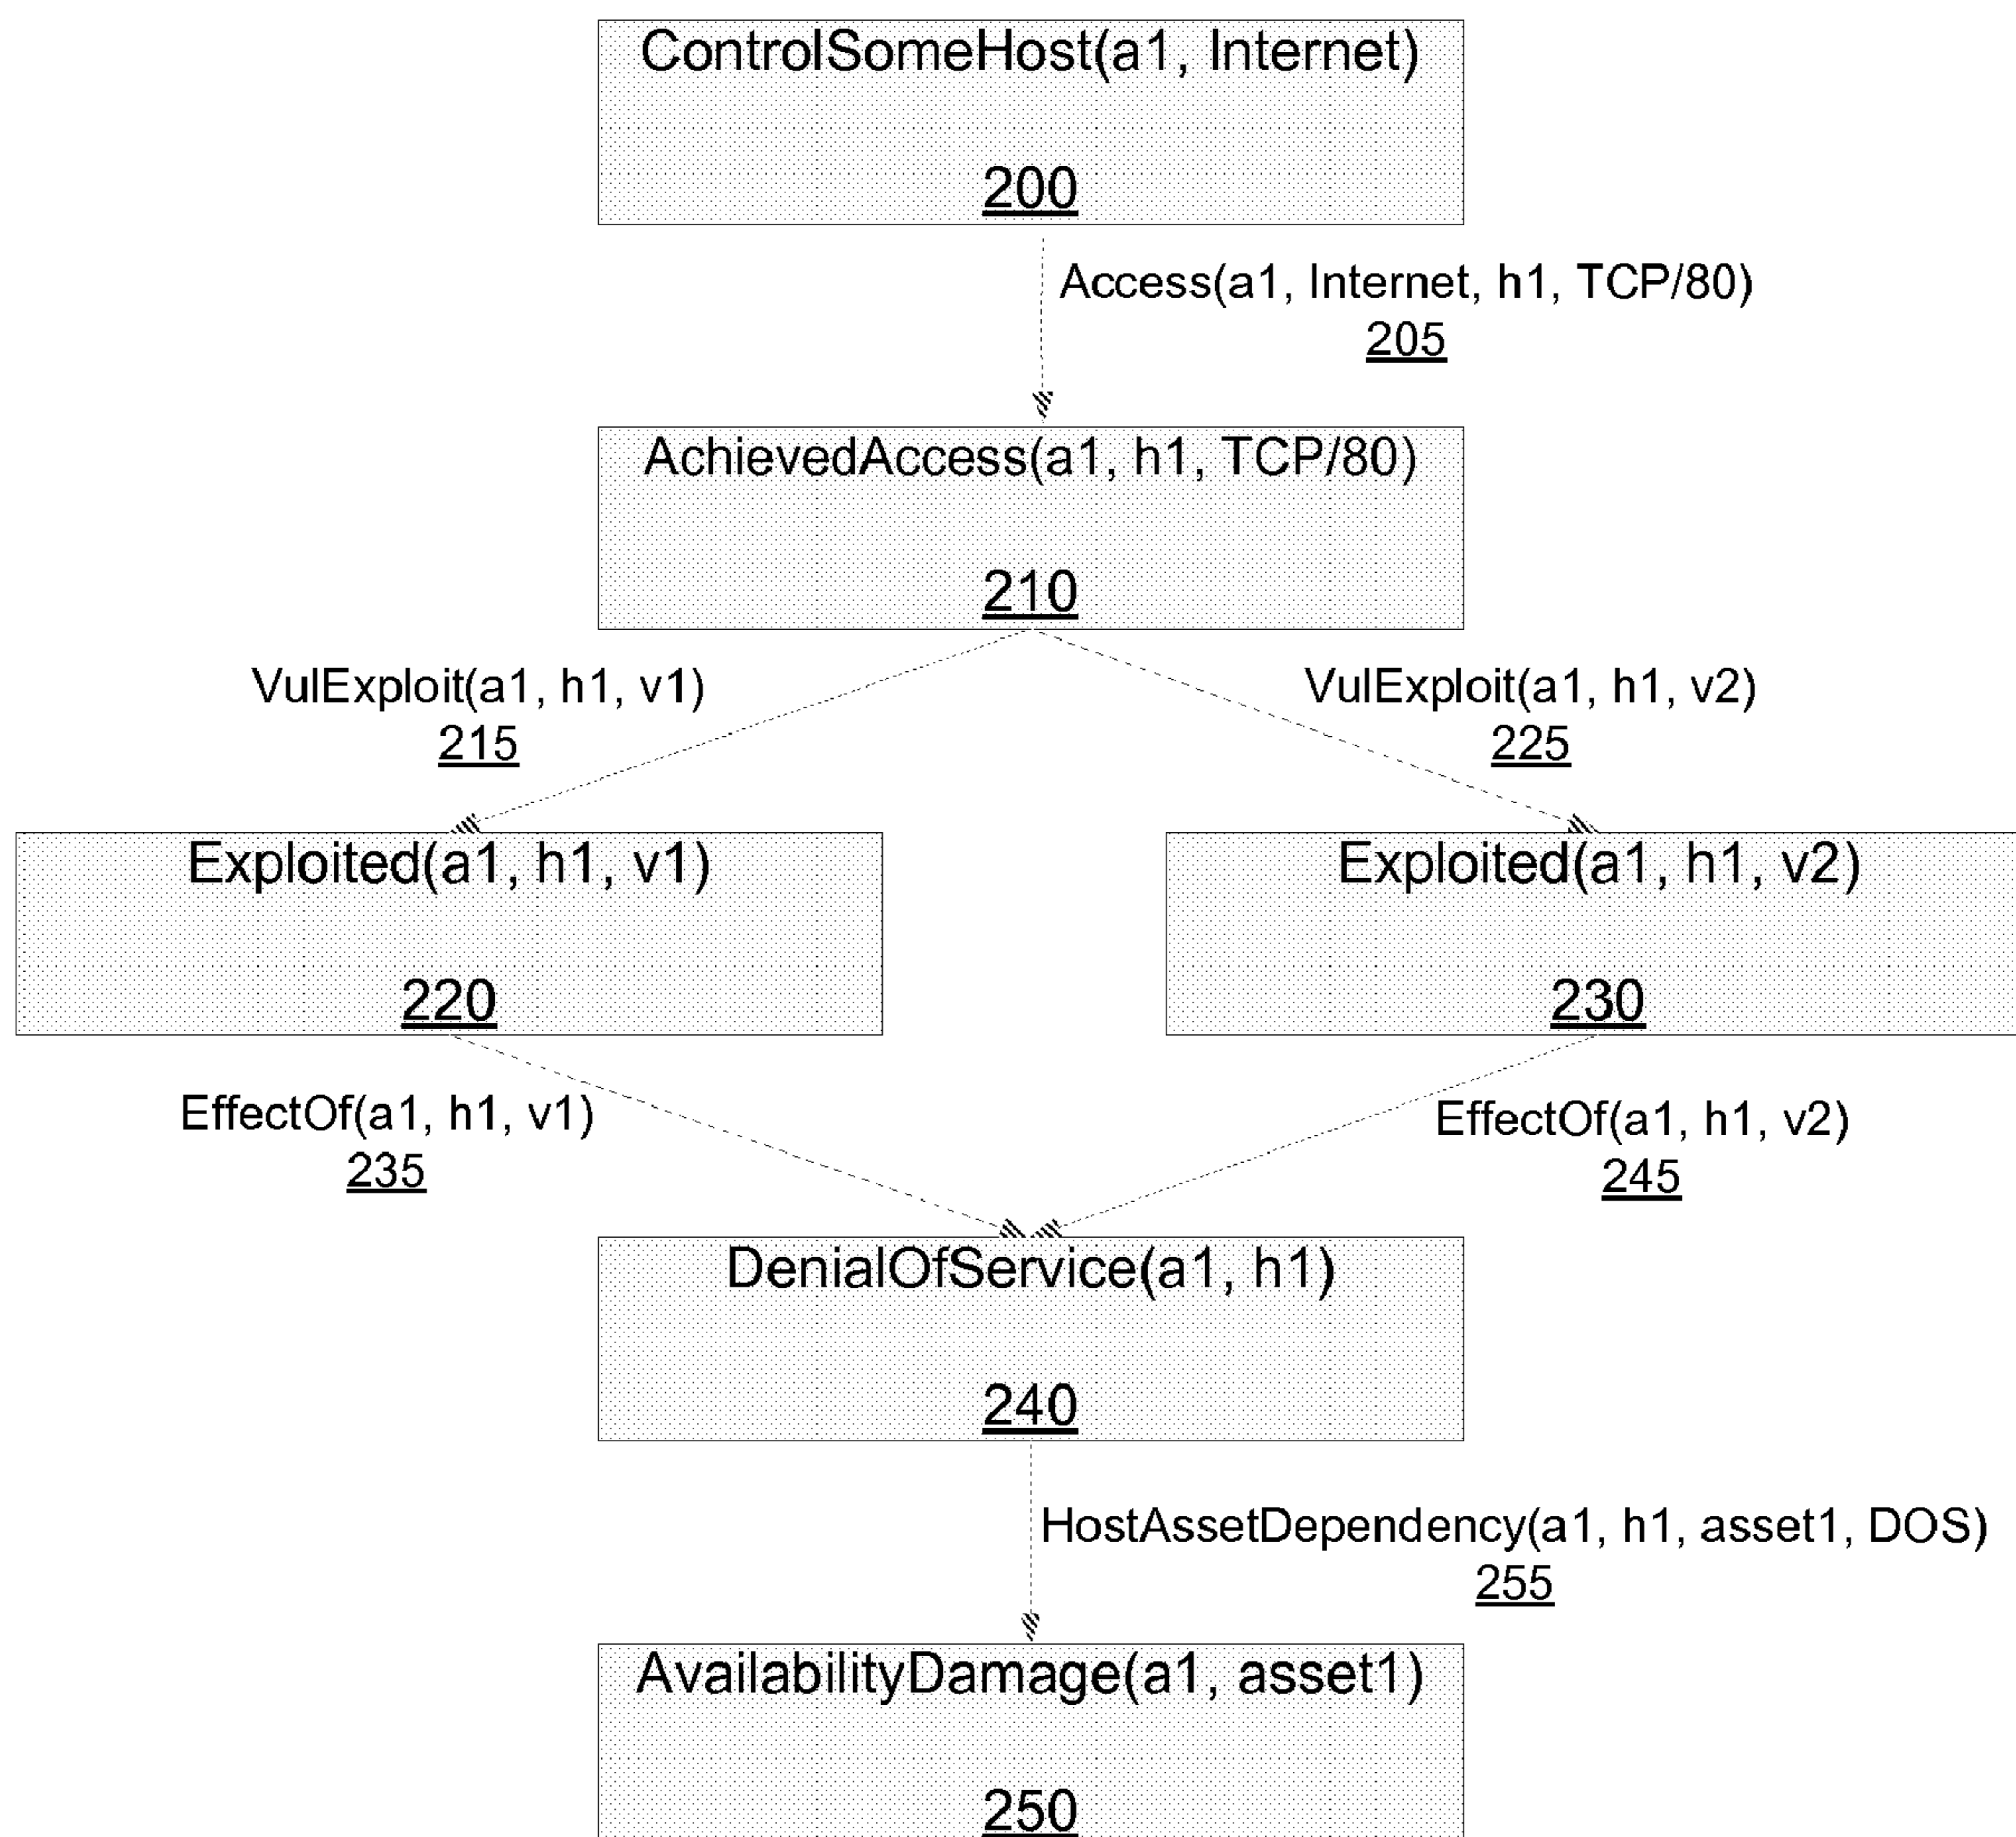 ControlSomeHost(a1, Internet)
200
Access(a1, Internet, h1, TCP/80)
205
AchievedAccess(a1, h1, TCP/80)
210
VulExploit(a1, h1, v1)
215
VulExploit(a1, h1, v2)
225
Exploited(a1, h1, v1)
220
Exploited(a1, h1, v2)
230
EffectOf(a1, h1, v1)
235
EffectOf(a1, h1, v2)
245
DenialOfService(a1, h1)
240
HostAssetDependency(a1, h1, asset1, DOS)
255
AvailabilityDamage(a1, asset1)
250